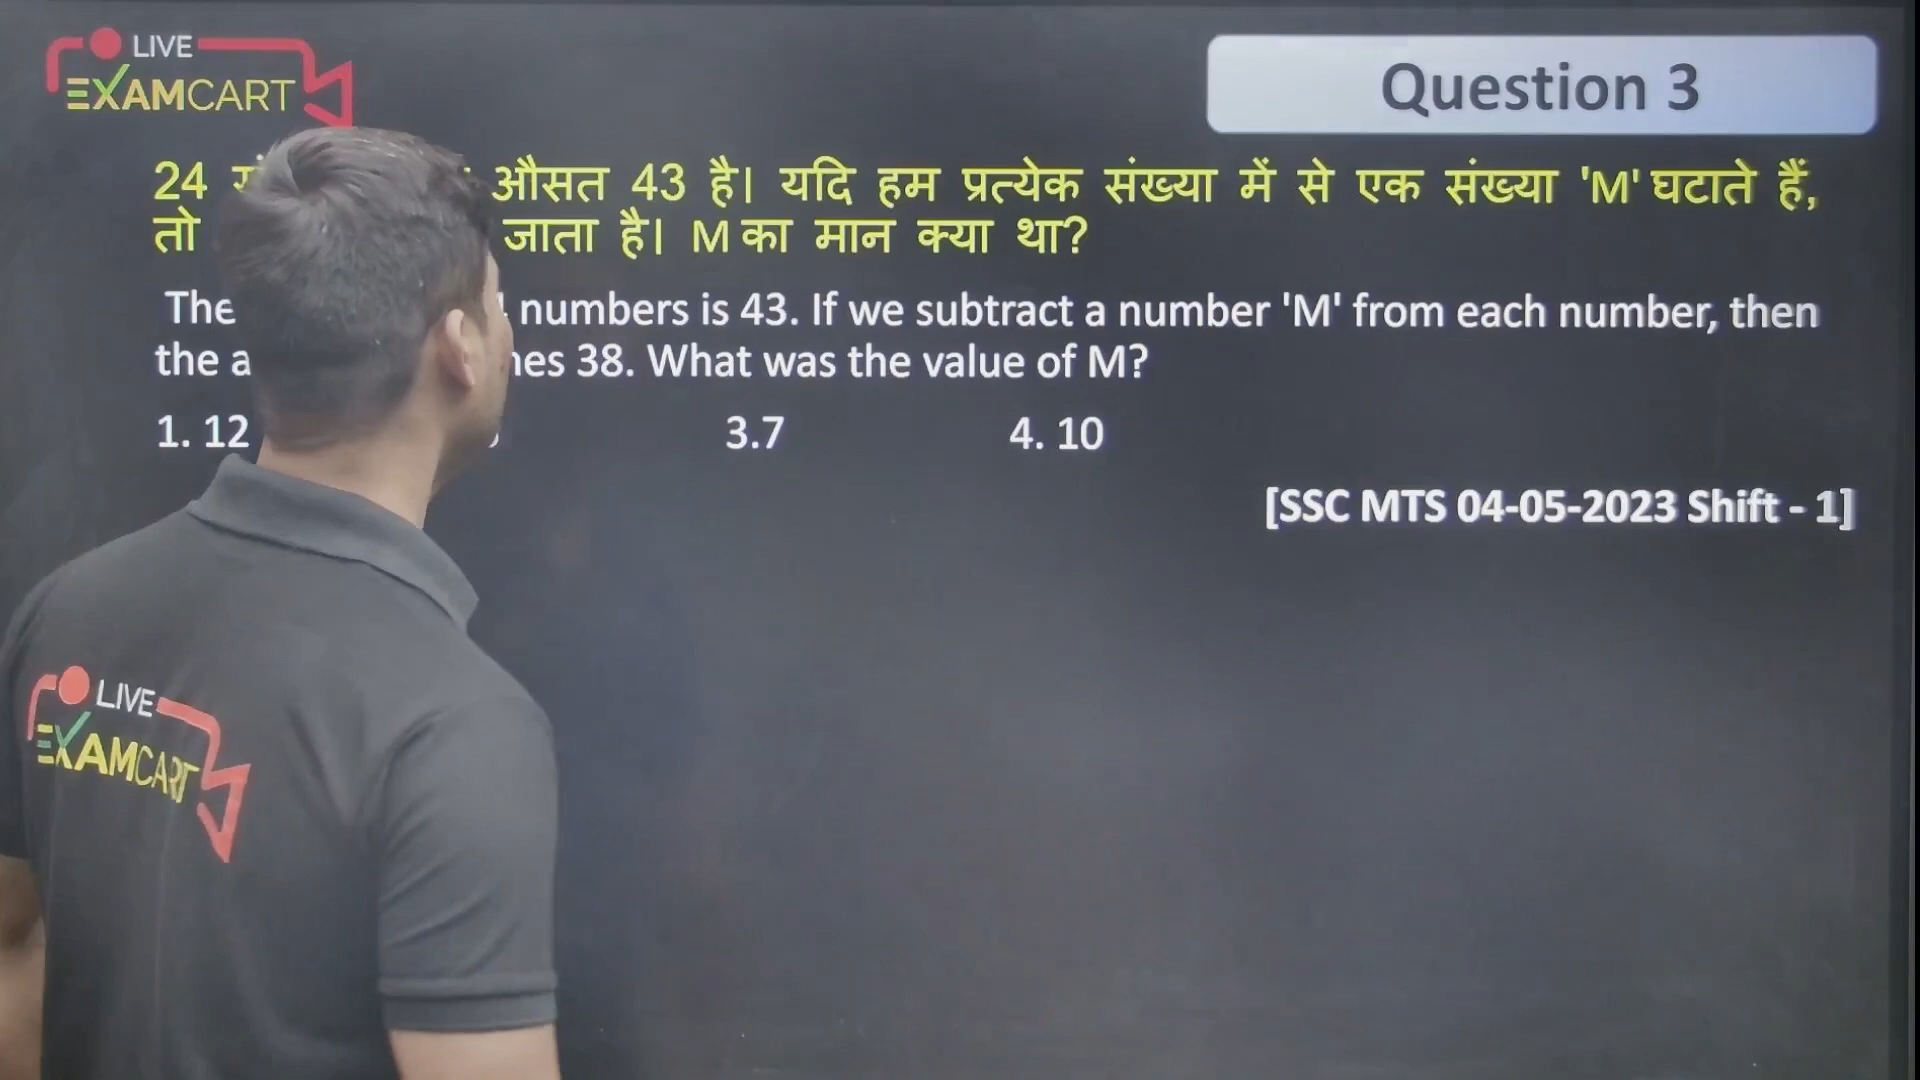 LIVE
EXAMCART
Question 3
24 औसत 43 है। यदि हम प्रत्येक संख्या में से एक संख्या 'M' घटाते हैं,
तो जाता है। M का मान क्या था?
The numbers is 43. If we subtract a number 'M' from each number, then
the 38. What was the value of M?
1. 12 3.7 4. 10
[SSC MTS 04-05-2023 Shift - 1]
LIVE
EXAMCART